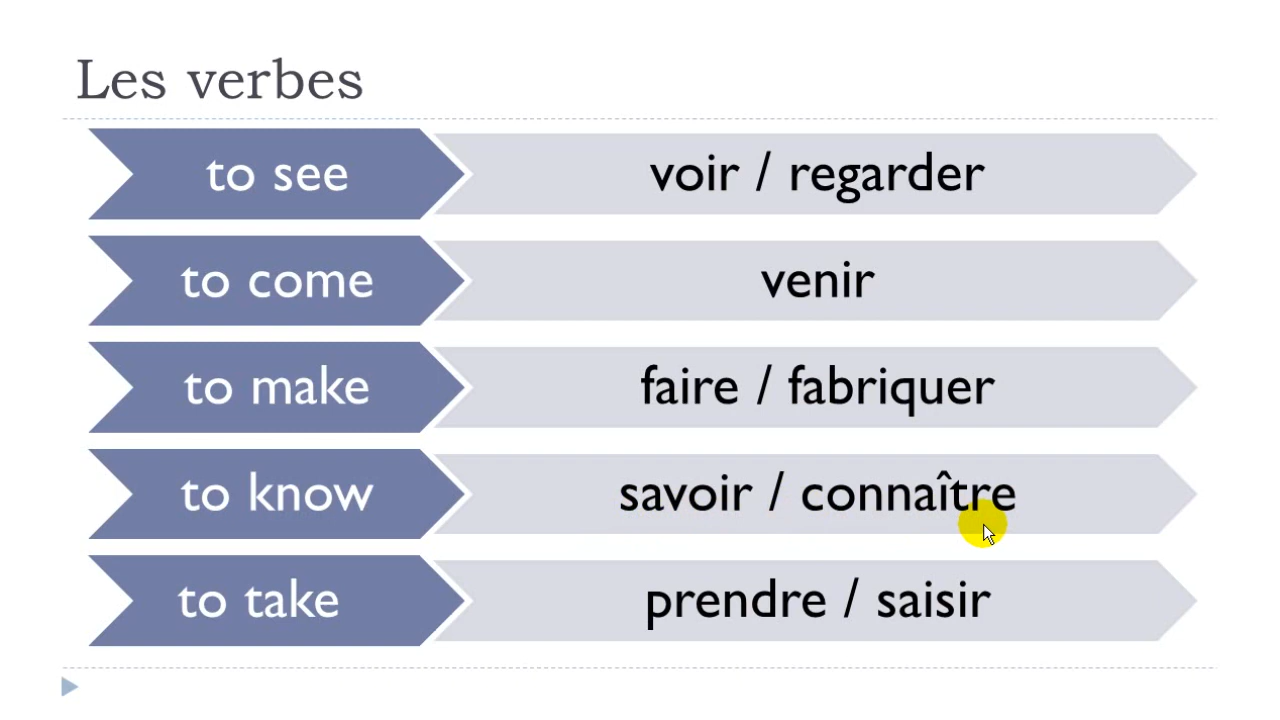 Les verbes
to see voir / regarder
to come venir
to make faire / fabriquer
to know savoir / connaître
to take prendre / saisir